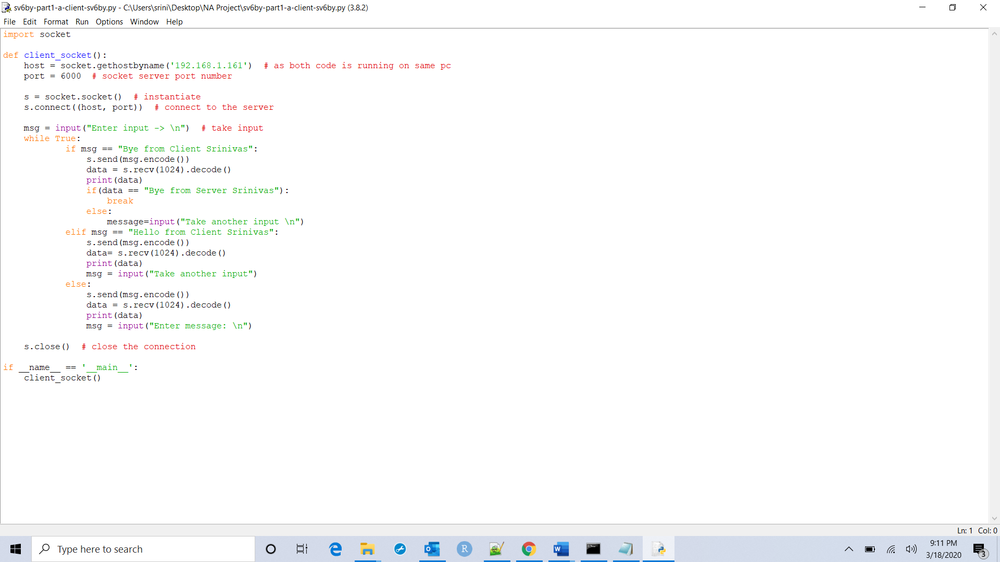 sv6by-part1-a-client-sv6by.py - C:\Users\srini\Desktop\NA Project\sv6by-part1-a-client-sv6by.py (3.8.2)
File Edit Format Run Options Window Help
import socket
def client_socket():
    host = socket.gethostbyname('192.168.1.161')  # as both code is running on same pc
    port = 6000  # socket server port number
    s = socket.socket()  # instantiate
    s.connect((host, port))  # connect to the server
    msg = input("Enter input -> \n")  # take input
    while True:
            if msg == "Bye from Client Srinivas":
                s.send(msg.encode())
                data = s.recv(1024).decode()
                print(data)
                if(data == "Bye from Server Srinivas"):
                    break
                else:
                    message=input("Take another input \n")
            elif msg == "Hello from Client Srinivas":
                s.send(msg.encode())
                data= s.recv(1024).decode()
                print(data)
                msg = input("Take another input")
            else:
                s.send(msg.encode())
                data = s.recv(1024).decode()
                print(data)
                msg = input("Enter message: \n")
    s.close()  # close the connection
if __name__ == '__main__':
    client_socket()
Ln: 1 Col: 0
Type here to search
R
9:11 PM
3/18/2020
3